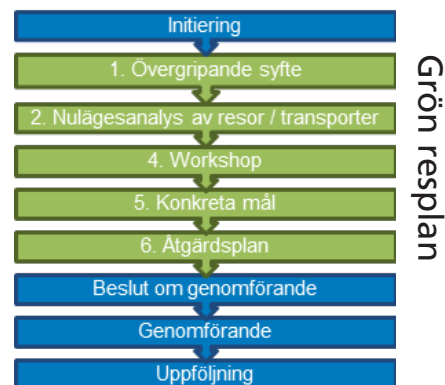 Initiering
1. Övergripande syfte
2. Nulägesanalys av resor / transporter
4. Workshop
5. Konkreta mål
6. Åtgärdsplan
Beslut om genomförande
Genomförande
Uppföljning
Grön resplan